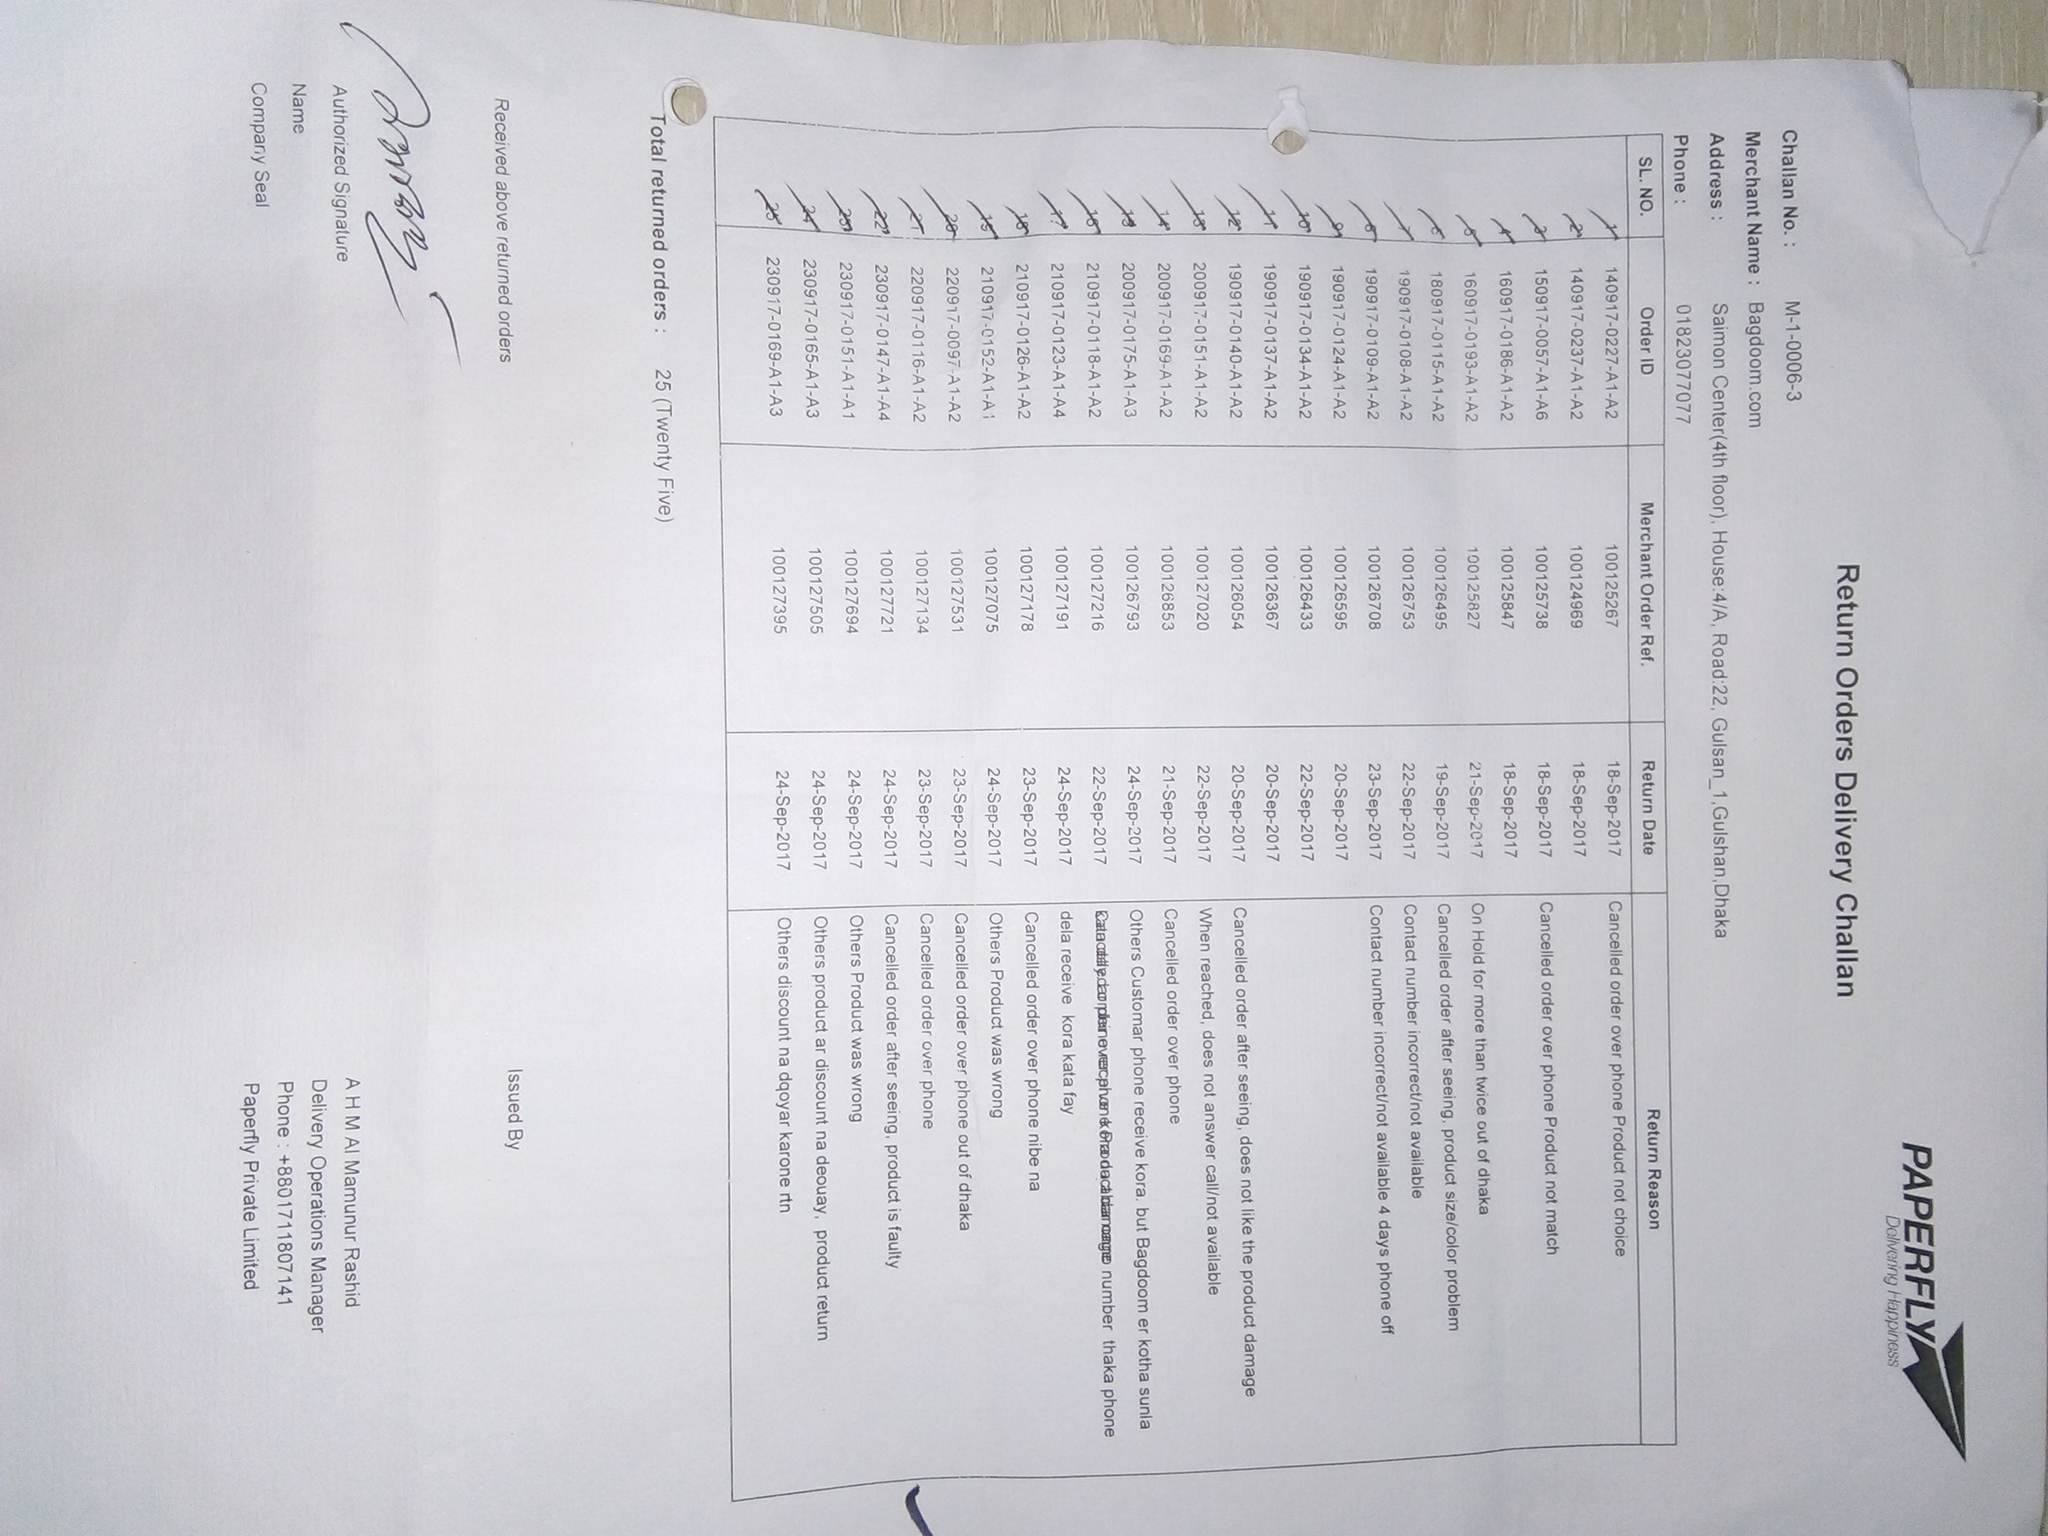 PAPERFLY
Delivering Happiness
Return Orders Delivery Challan
Challan No. : M-1-0006-3
Merchant Name : Bagdoom.com
Address : Saimon Center(4th floor), House:4/A, Road:22, Gulsan_1,Gulshan,Dhaka
Phone : 01823077077
SL. NO. Order ID Merchant Order Ref. Return Date Return Reason
1 140917-0227-A1-A2 100125267 18-Sep-2017 Cancelled order over phone Product not choice
2 140917-0237-A1-A2 100124969 18-Sep-2017
3 150917-0057-A1-A6 100125738 18-Sep-2017 Cancelled order over phone Product not match
4 160917-0186-A1-A2 100125847 18-Sep-2017
5 160917-0193-A1-A2 100125827 21-Sep-2017 On Hold for more than twice out of dhaka
6 180917-0115-A1-A2 100126495 19-Sep-2017 Cancelled order after seeing, product size/color problem
7 190917-0108-A1-A2 100126753 22-Sep-2017 Contact number incorrect/not available
8 190917-0109-A1-A2 100126708 23-Sep-2017 Contact number incorrect/not available 4 days phone off
9 190917-0124-A1-A2 100126595 20-Sep-2017
10 190917-0134-A1-A2 100126433 22-Sep-2017
11 190917-0137-A1-A2 100126367 20-Sep-2017
12 190917-0140-A1-A2 100126054 20-Sep-2017 Cancelled order after seeing, does not like the product damage
13 200917-0151-A1-A2 100127020 22-Sep-2017 When reached, does not answer call/not available
14 200917-0169-A1-A2 100126853 21-Sep-2017 Cancelled order over phone
15 200917-0175-A1-A3 100126793 24-Sep-2017 Others Customar phone receive kora. but Bagdoom er kotha sunla
16 210917-0118-A1-A2 100127216 22-Sep-2017 number thaka phone
17 210917-0123-A1-A4 100127191 24-Sep-2017 dela receive kora kata fay
18 210917-0126-A1-A2 100127178 23-Sep-2017 Cancelled order over phone nibe na
19 210917-0152-A1-A1 100127075 24-Sep-2017 Others Product was wrong
20 220917-0097-A1-A2 100127531 23-Sep-2017 Cancelled order over phone out of dhaka
21 220917-0116-A1-A2 100127134 23-Sep-2017 Cancelled order over phone
22 230917-0147-A1-A4 100127721 24-Sep-2017 Cancelled order after seeing, product is faulty
23 230917-0151-A1-A1 100127694 24-Sep-2017 Others Product was wrong
24 230917-0165-A1-A3 100127505 24-Sep-2017 Others product ar discount na deouay, product return
25 230917-0169-A1-A3 100127395 24-Sep-2017 Others discount na dqoyar karone rtn
Total returned orders : 25 (Twenty Five)
Received above returned orders Issued By
Authorized Signature A H M Al Mamunur Rashid
Name Delivery Operations Manager
Company Seal Phone : +8801711807141
Paperfly Private Limited